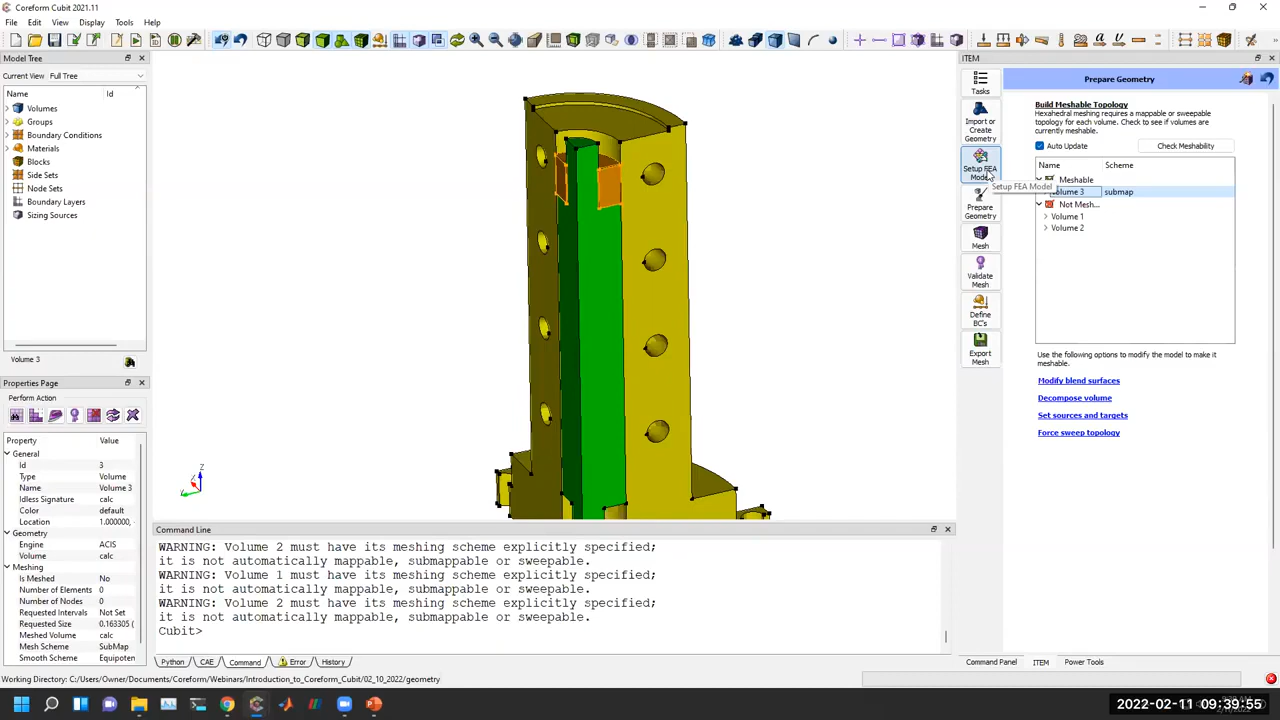 Coreform Cubit 2021.11
File Edit View Display Tools Help
Model Tree
Current View Full Tree
Name Id
Volumes
Groups
Boundary Conditions
Materials
Blocks
Side Sets
Node Sets
Boundary Layers
Sizing Sources
Volume 3
Properties Page
Perform Action
Property Value
General
Id 3
Type Volume
Name Volume 3
Idless Signature calc
Color default
Location 1.000000,
Geometry
Engine ACIS
Volume calc
Meshing
Is Meshed No
Number of Elements 0
Number of Nodes 0
Requested Intervals Not Set
Requested Size 0.163305 (
Meshed Volume calc
Mesh Scheme SubMap
Smooth Scheme Equipoten
Z
Command Line
WARNING: Volume 2 must have its meshing scheme explicitly specified;
it is not automatically mappable, submappable or sweepable.
WARNING: Volume 1 must have its meshing scheme explicitly specified;
it is not automatically mappable, submappable or sweepable.
WARNING: Volume 2 must have its meshing scheme explicitly specified;
it is not automatically mappable, submappable or sweepable.
Cubit>
Python CAE Command Error History
ITEM
Tasks
Import or
Create
Geometry
Setup FEA
Model
Setup FEA Model
Prepare
Geometry
Mesh
Validate
Mesh
Define
BC's
Export
Mesh
Prepare Geometry
Build Meshable Topology
Hexahedral meshing requires a mappable or sweepable
topology for each volume. Check to see if volumes are
currently meshable.
Auto Update Check Meshability
Name Scheme
Meshable
Volume 3 submap
Not Mesh...
Volume 1
Volume 2
Use the following options to modify the model to make it
meshable.
Modify blend surfaces
Decompose volume
Set sources and targets
Force sweep topology
Command Panel ITEM Power Tools
Working Directory: C:/Users/Owner/Documents/Coreform/Webinars/Introduction_to_Coreform_Cubit/02_10_2022/geometry
2022-02-11 09:39:55